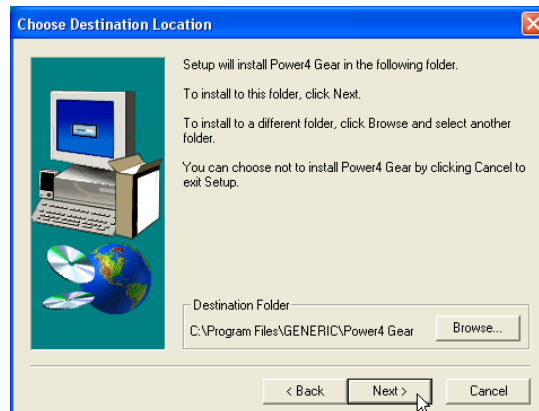 Choose Destination Location
Setup will install Power4 Gear in the following folder.
To install to this folder, click Next.
To install to a different folder, click Browse and select another
folder.
You can choose not to install Power4 Gear by clicking Cancel to
exit Setup.
Destination Folder
C:\Program Files\GENERIC\Power4 Gear
Browse...
< Back
Next >
Cancel